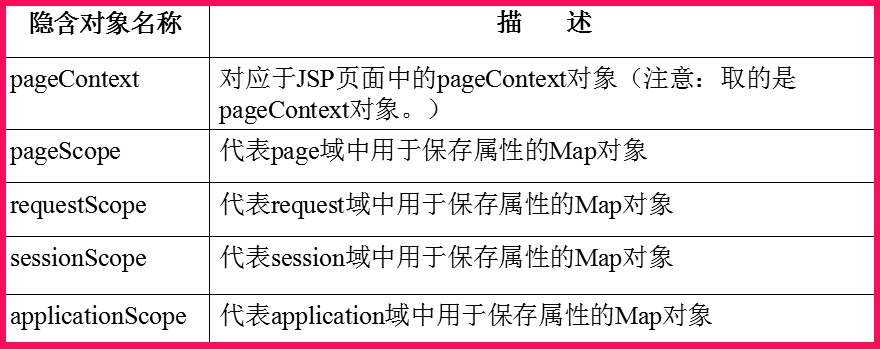 隐含对象名称 描 述
pageContext 对应于JSP页面中的pageContext对象（注意：取的是
pageContext对象。）
pageScope 代表page域中用于保存属性的Map对象
requestScope 代表request域中用于保存属性的Map对象
sessionScope 代表session域中用于保存属性的Map对象
applicationScope 代表application域中用于保存属性的Map对象